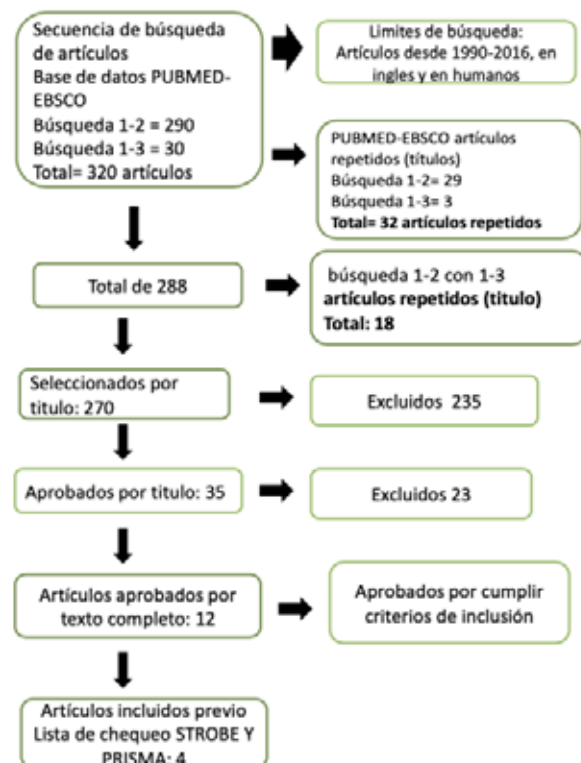 Secuencia de búsqueda
de artículos
Base de datos PUBMED-
EBSCO
Búsqueda 1-2 = 290
Búsqueda 1-3 = 30
Total= 320 artículos
Limites de búsqueda:
Artículos desde 1990-2016, en
ingles y en humanos
PUBMED-EBSCO artículos
repetidos (títulos)
Búsqueda 1-2= 29
Búsqueda 1-3= 3
Total= 32 artículos repetidos
Total de 288
búsqueda 1-2 con 1-3
artículos repetidos (titulo)
Total: 18
Seleccionados por
titulo: 270
Excluidos 235
Aprobados por titulo: 35
Excluidos 23
Artículos aprobados por
texto completo: 12
Aprobados por cumplir
criterios de inclusión
Artículos incluidos previo
Lista de chequeo STROBE Y
PRISMA: 4